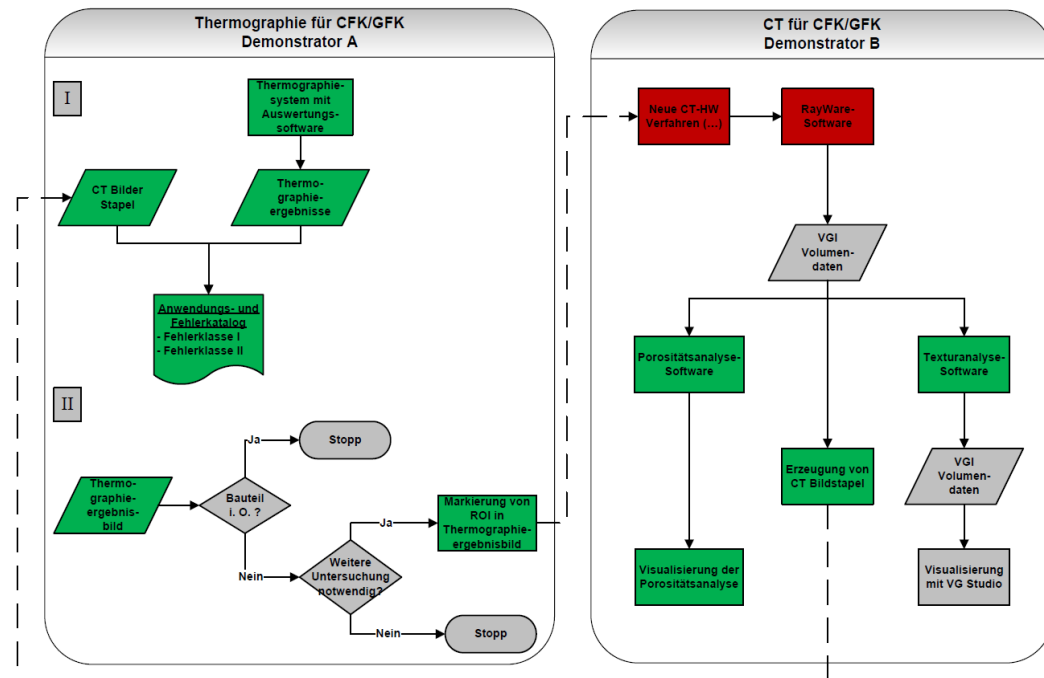 Thermographie für CFK/GFK
Demonstrator A
I
Thermographie-
system mit
Auswertungs-
software
CT Bilder
Stapel
Thermo-
graphie-
ergebnisse
Anwendungs- und
Fehlerkatalog
- Fehlerklasse I
- Fehlerklasse II
II
Ja
Stopp
Thermo-
graphie-
ergebnis-
bild
Bauteil
i. O. ?
Nein
Weitere
Untersuchung
notwendig?
Ja
Markierung von
ROI in
Thermographie-
ergebnisbild
Nein
Stopp
CT für CFK/GFK
Demonstrator B
Neue CT-HW
Verfahren (...)
RayWare-
Software
VGI
Volumen-
daten
Porositätsanalyse-
Software
Texturanalyse-
Software
Erzeugung von
CT Bildstapel
VGI
Volumen-
daten
Visualisierung der
Porositätsanalyse
Visualisierung
mit VG Studio